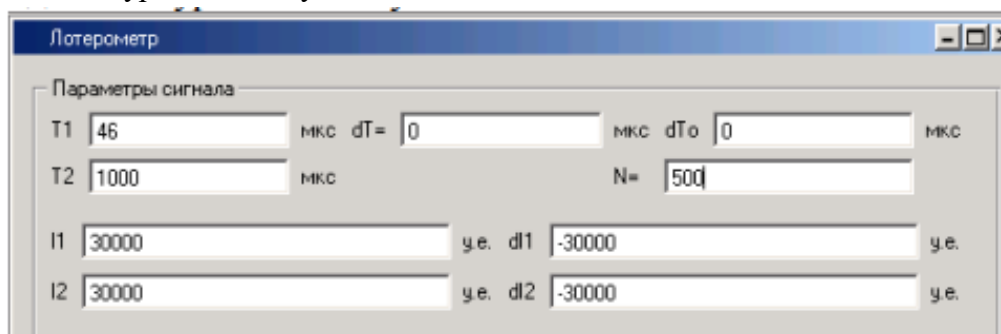 Лотерометр
Параметры сигнала
T1 46 мкс dT= 0 мкс dTo 0 мкс
T2 1000 мкс N= 500
I1 30000 у.е. dI1 -30000 у.е.
I2 30000 у.е. dI2 -30000 у.е.